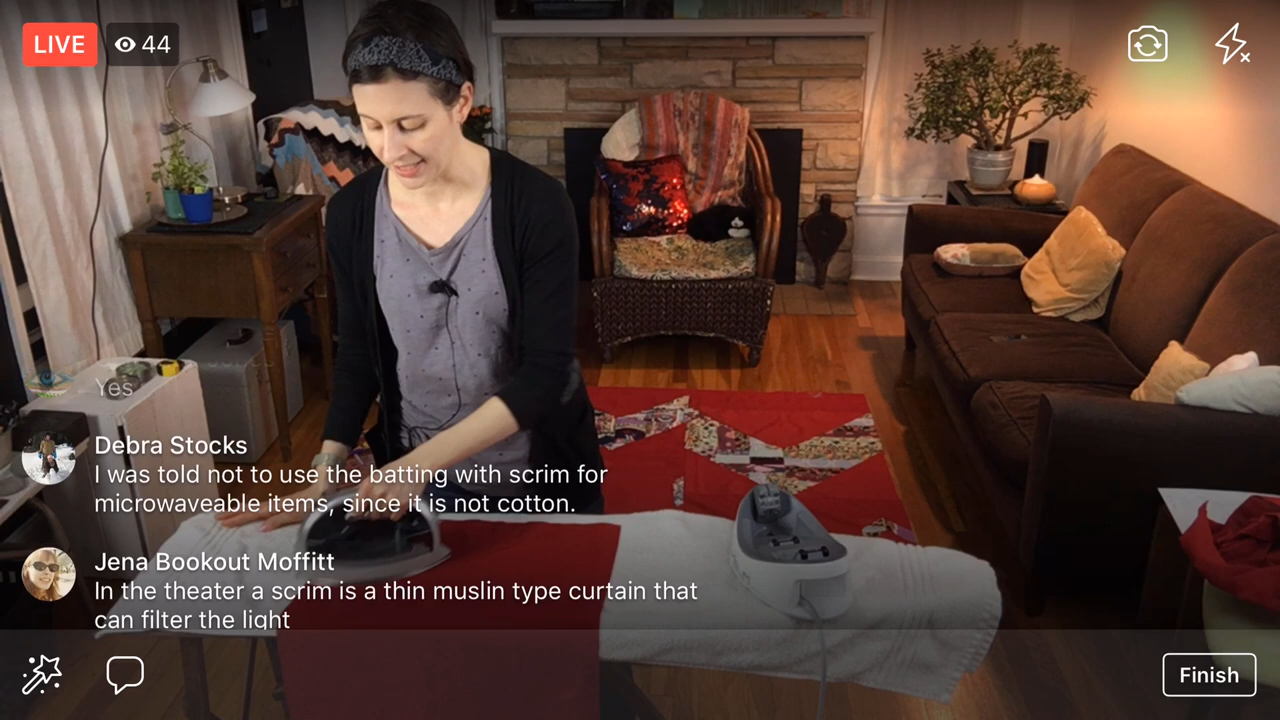 LIVE
44
Yes
Debra Stocks
I was told not to use the batting with scrim for
microwaveable items, since it is not cotton.
Jena Bookout Moffitt
In the theater a scrim is a thin muslin type curtain that
can filter the light
Finish